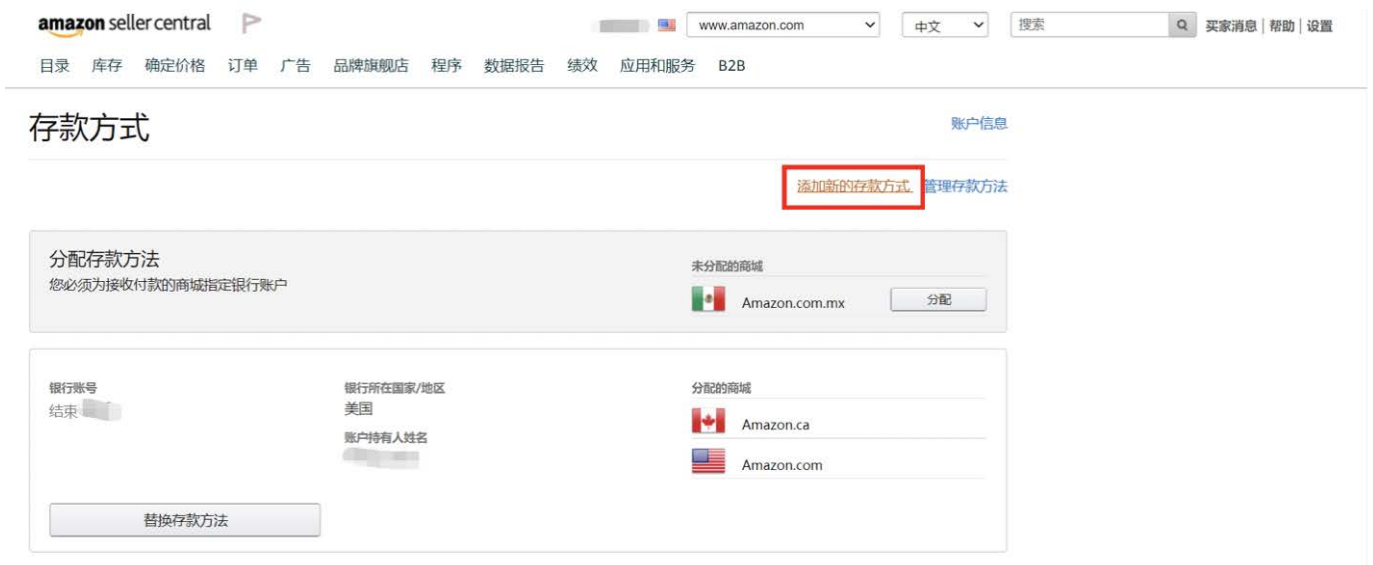 amazon seller central www.amazon.com 中文 搜索 买家消息 | 帮助 | 设置
目录 库存 确定价格 订单 广告 品牌旗舰店 程序 数据报告 绩效 应用和服务 B2B
存款方式 账户信息
添加新的存款方式 管理存款方法
分配存款方法
您必须为接收付款的商城指定银行账户
未分配的商城
Amazon.com.mx 分配
银行账号 银行所在国家/地区 分配的商城
结束 美国
Amazon.ca
账户持有人姓名
Amazon.com
替换存款方法